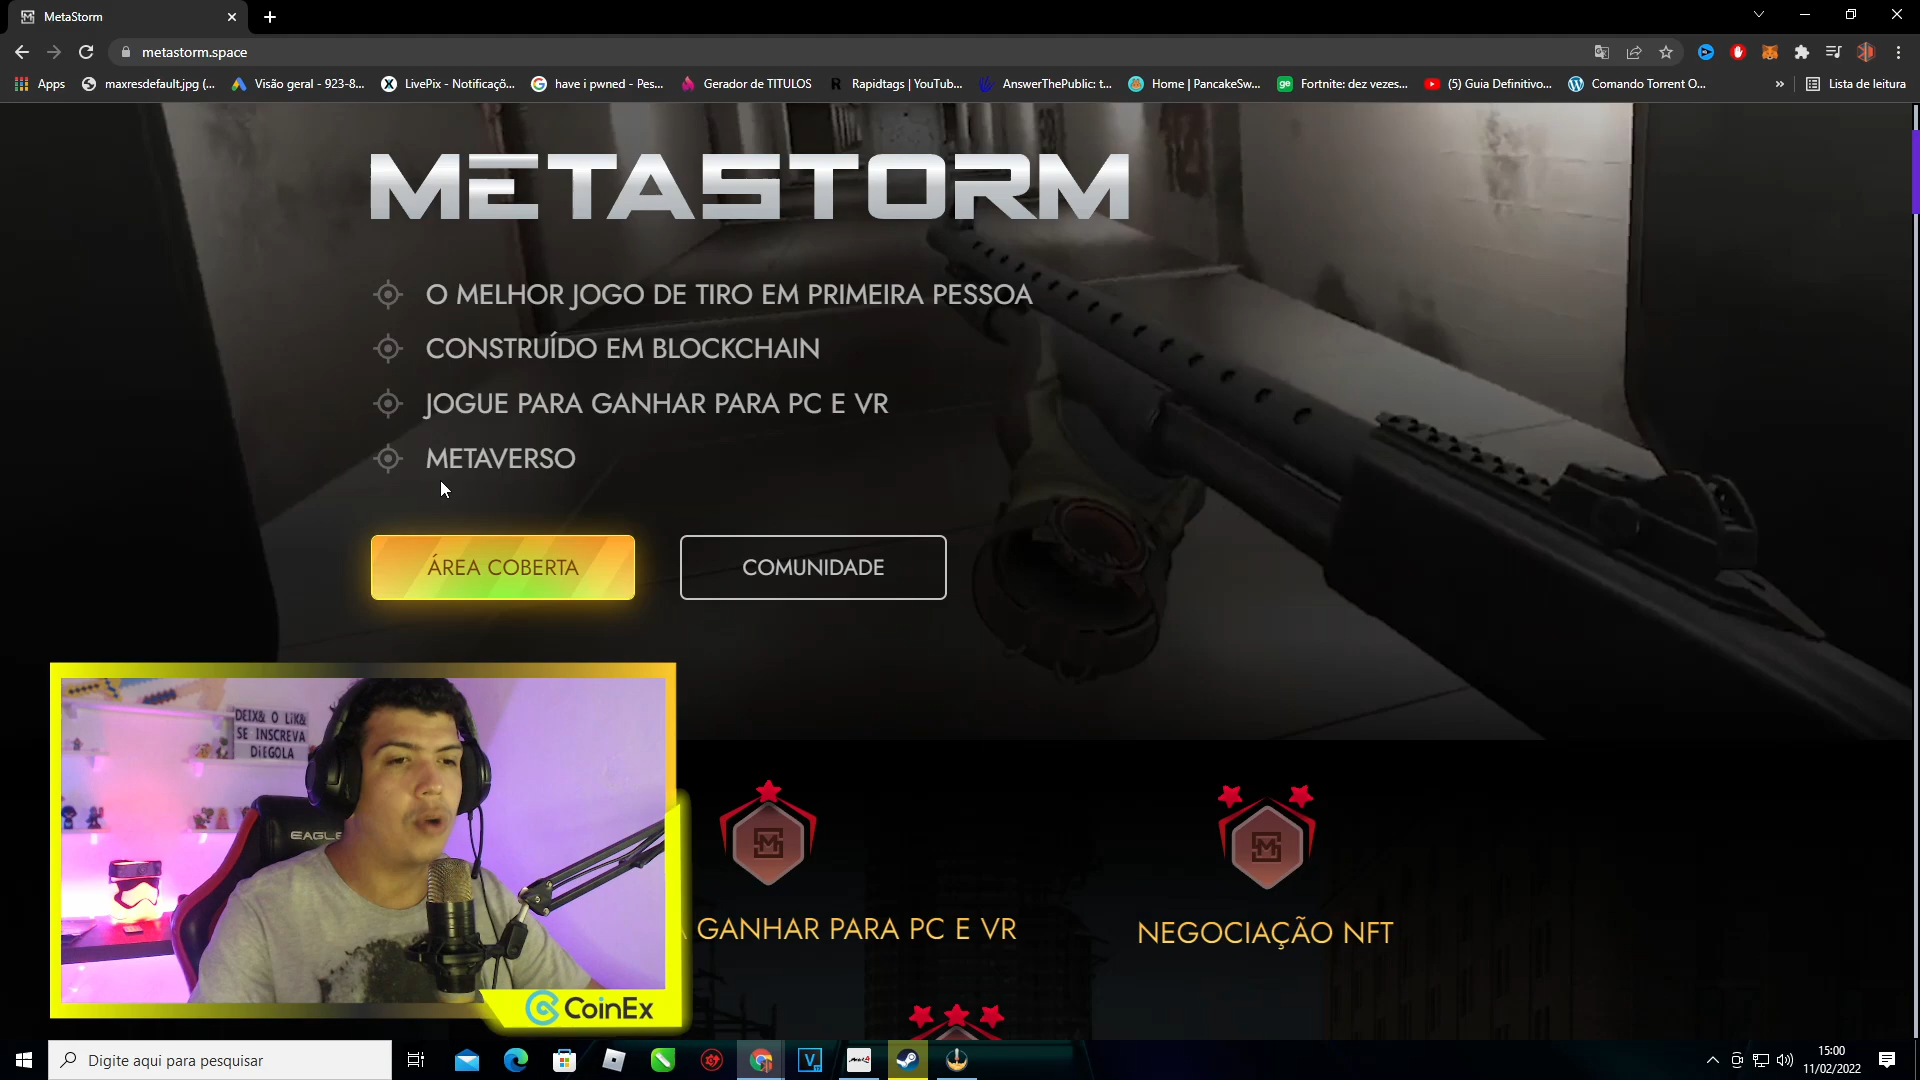 MetaStorm
metastorm.space
Apps
maxresdefault.jpg (...
Visão geral - 923-8...
LivePix - Notificaçõ...
have i pwned - Pes...
Gerador de TITULOS
Rapidtags | YouTub...
AnswerThePublic: t...
Home | PancakeSw...
Fortnite: dez vezes...
(5) Guia Definitivo...
Comando Torrent O...
»
Lista de leitura
METASTORM
O MELHOR JOGO DE TIRO EM PRIMEIRA PESSOA
CONSTRUÍDO EM BLOCKCHAIN
JOGUE PARA GANHAR PARA PC E VR
METAVERSO
ÁREA COBERTA
COMUNIDADE
DEIX& O LIK&
SE INSCREVA
DIEGOLA
EAGLE
GANHAR PARA PC E VR
NEGOCIAÇÃO NFT
CoinEx
Digite aqui para pesquisar
15:00
11/02/2022